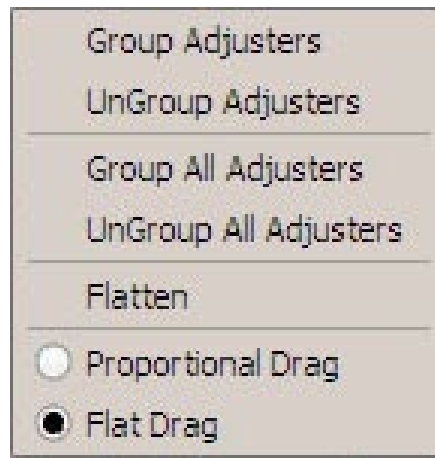 Group Adjusters
UnGroup Adjusters
Group All Adjusters
UnGroup All Adjusters
Flatten
Proportional Drag
Flat Drag